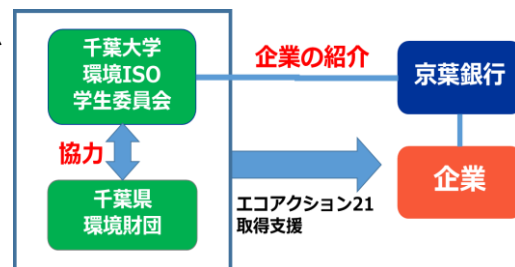 千葉大学
環境ISO
学生委員会
企業の紹介
京葉銀行
協力
企業
千葉県
環境財団
エコアクション21
取得支援